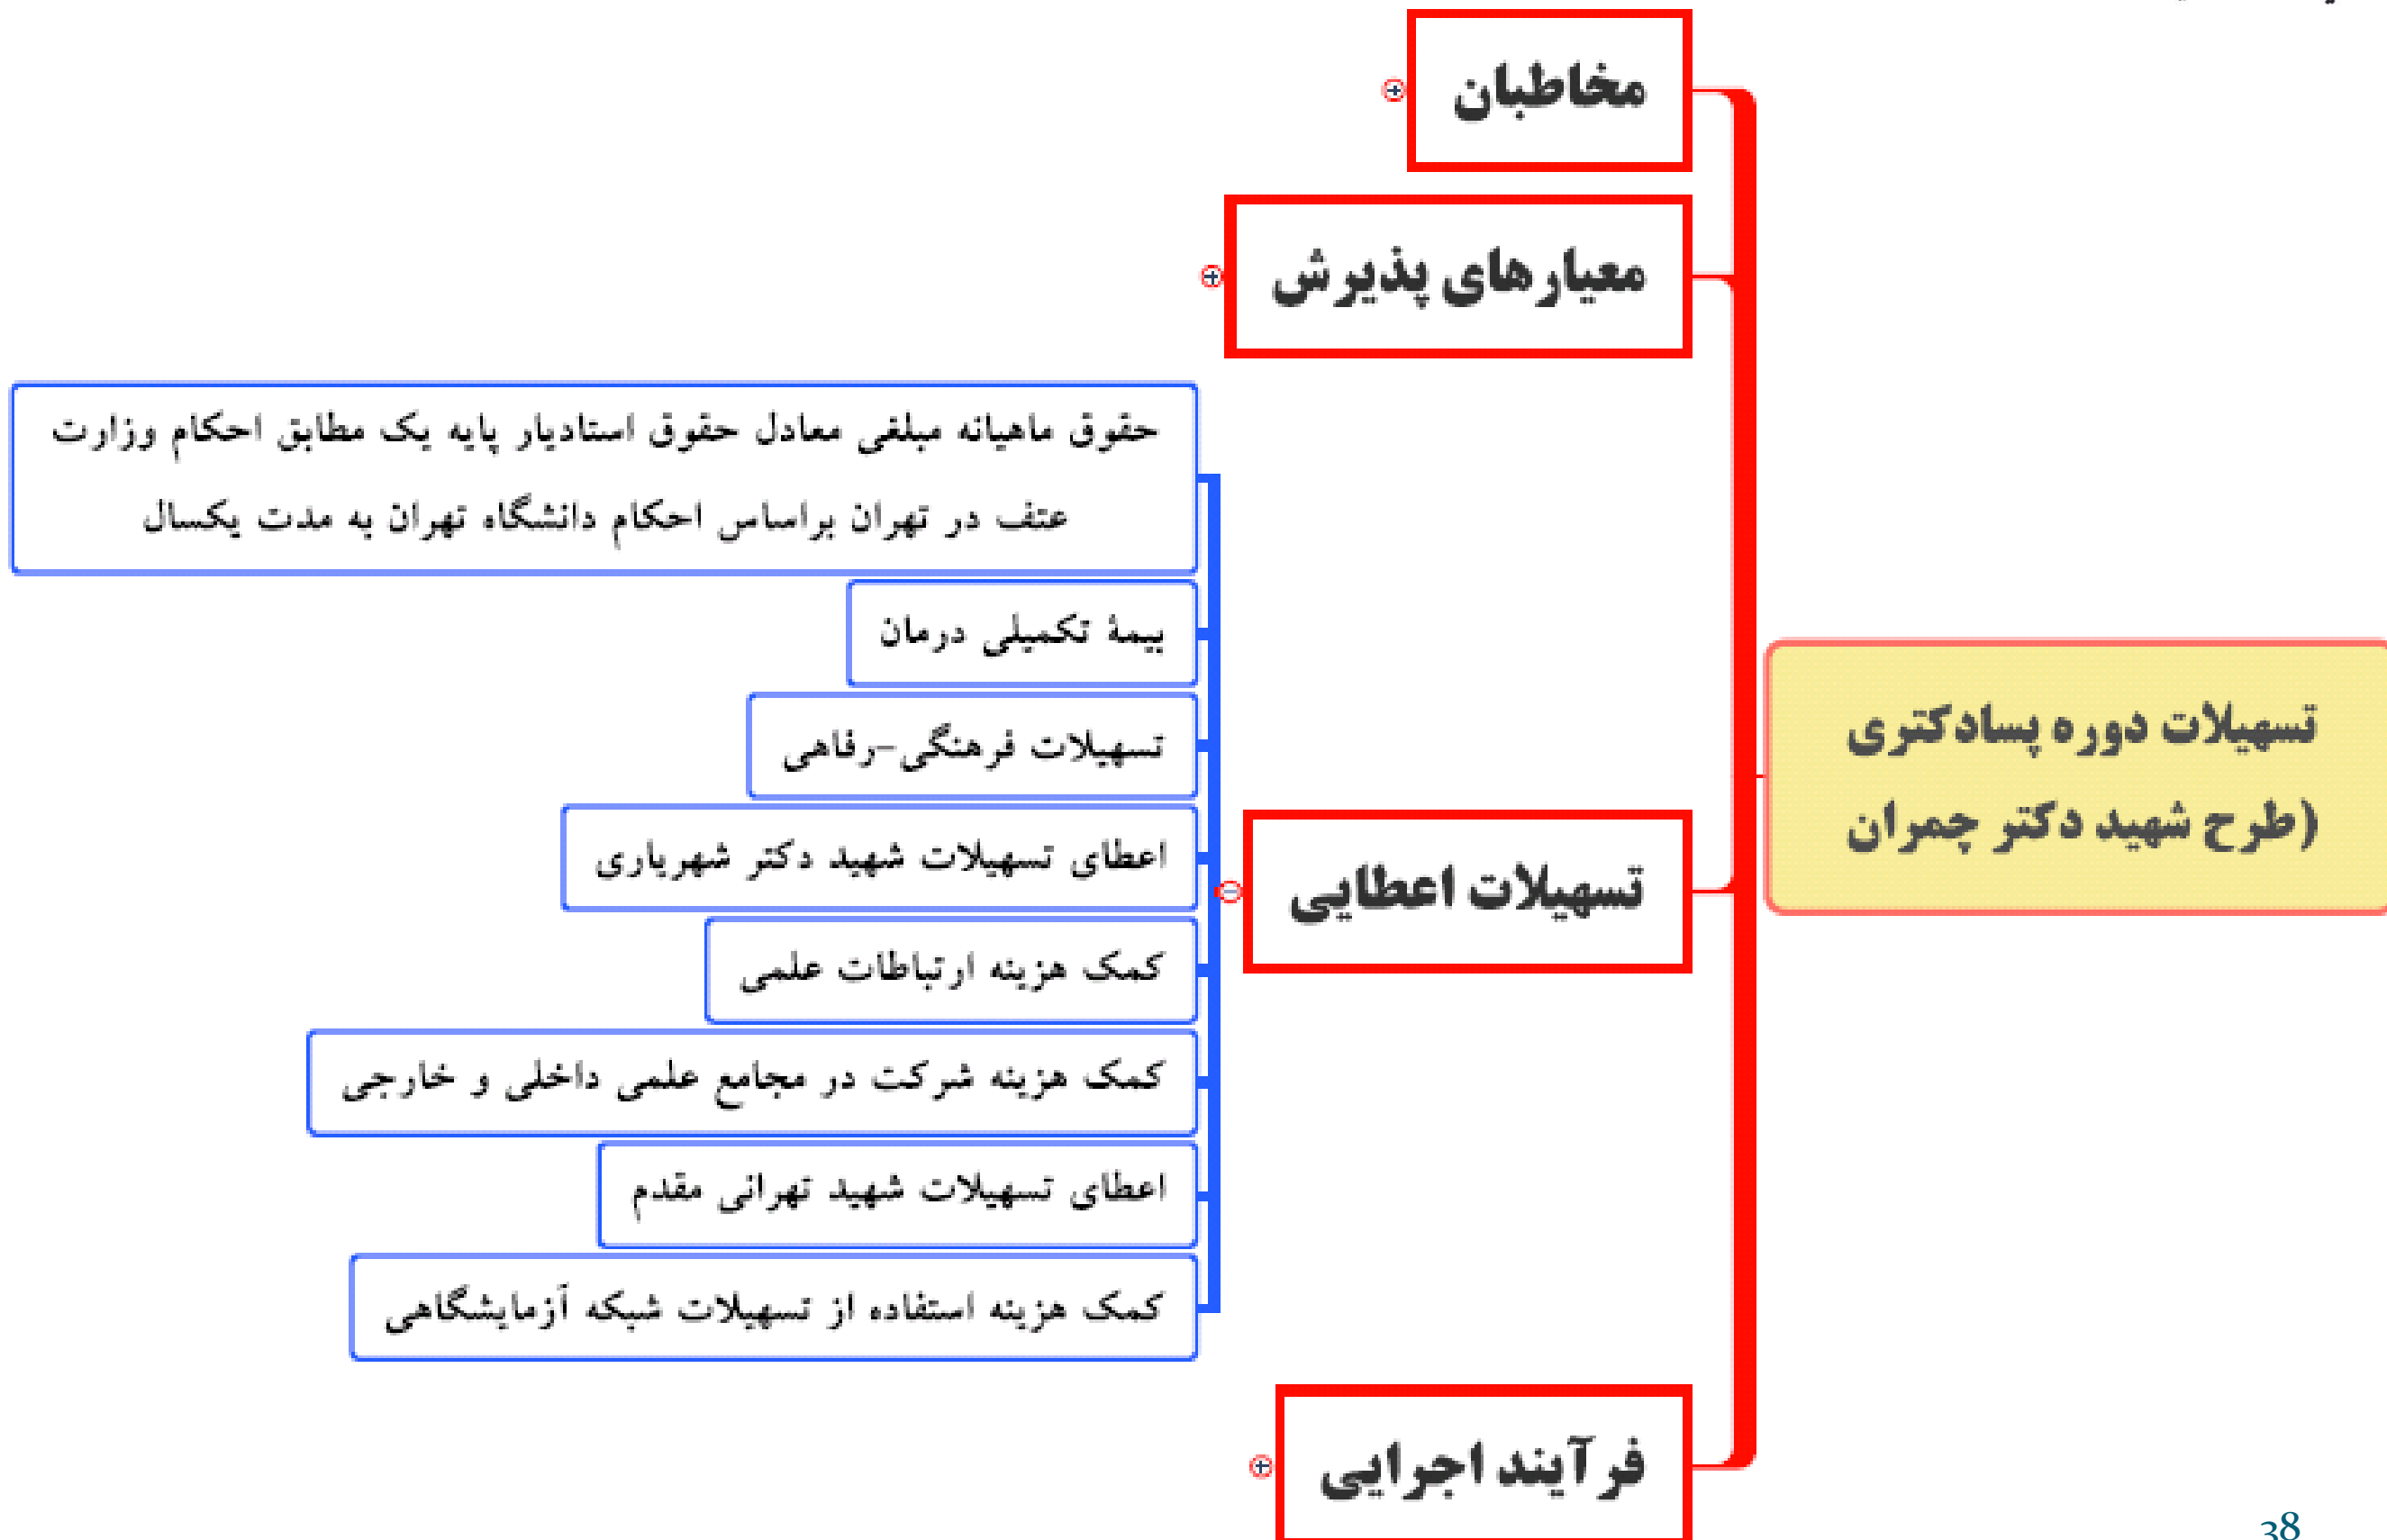 تسهیلات دوره پسادکتری
(طرح شهید دکتر چمران
مخاطبان
معیارهای پذیرش
تسهیلات اعطایی
حقوق ماهیانه مبلغی معادل حقوق استادیار پایه یک مطابق احکام وزارت
عتف در تهران براساس احکام دانشگاه تهران به مدت یکسال
بیمهٔ تکمیلی درمان
تسهیلات فرهنگی-رفاهی
اعطای تسهیلات شهید دکتر شهریاری
کمک هزینه ارتباطات علمی
کمک هزینه شرکت در مجامع علمی داخلی و خارجی
اعطای تسهیلات شهید تهرانی مقدم
کمک هزینه استفاده از تسهیلات شبکه آزمایشگاهی
فرآیند اجرایی
38